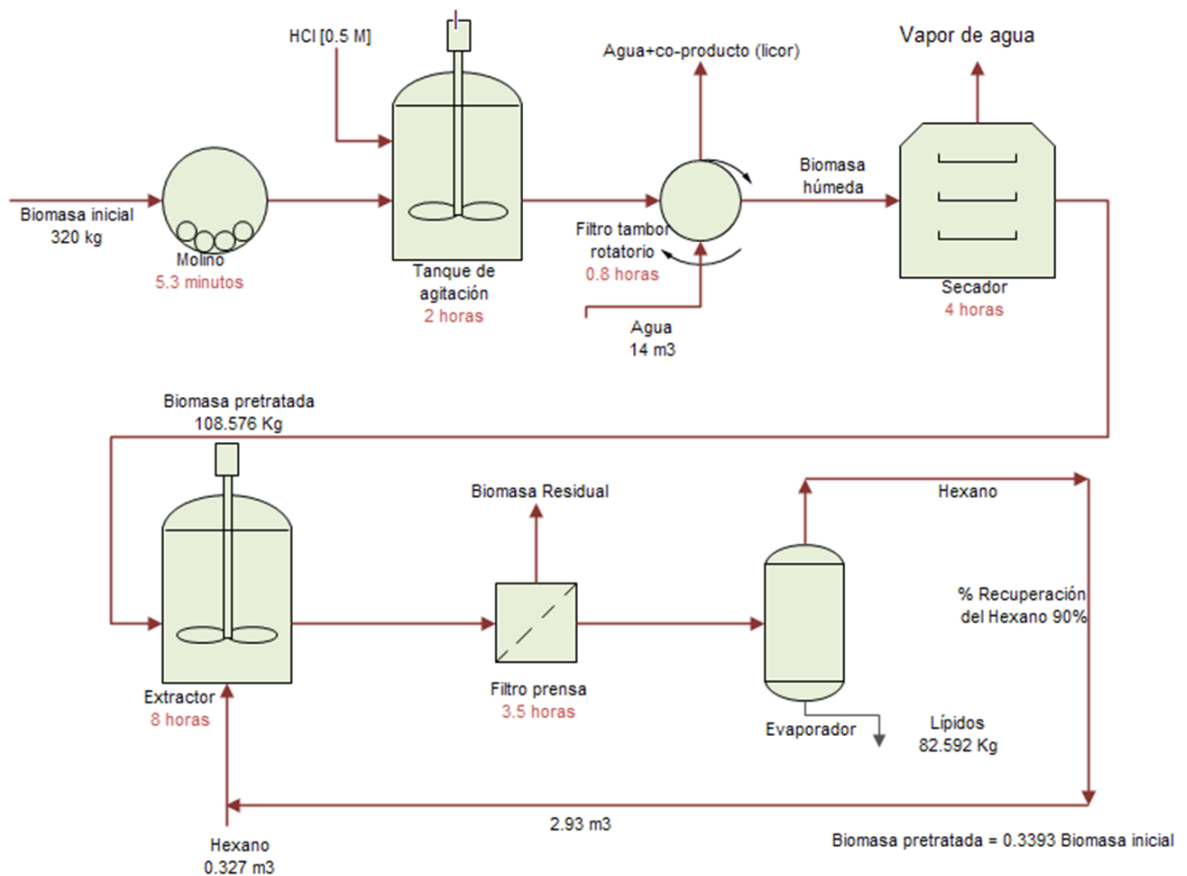 HCl [0.5 M]
Agua+co-producto (licor)
Vapor de agua
Biomasa inicial
320 kg
Molino
5.3 minutos
Tanque de
agitación
2 horas
Filtro tambor
rotatorio
0.8 horas
Agua
14 m3
Biomasa
húmeda
Secador
4 horas
Biomasa pretratada
108.576 Kg
Extractor
8 horas
Biomasa Residual
Filtro prensa
3.5 horas
Hexano
% Recuperación
del Hexano 90%
Evaporador
Lípidos
82.592 Kg
2.93 m3
Hexano
0.327 m3
Biomasa pretratada = 0.3393 Biomasa inicial